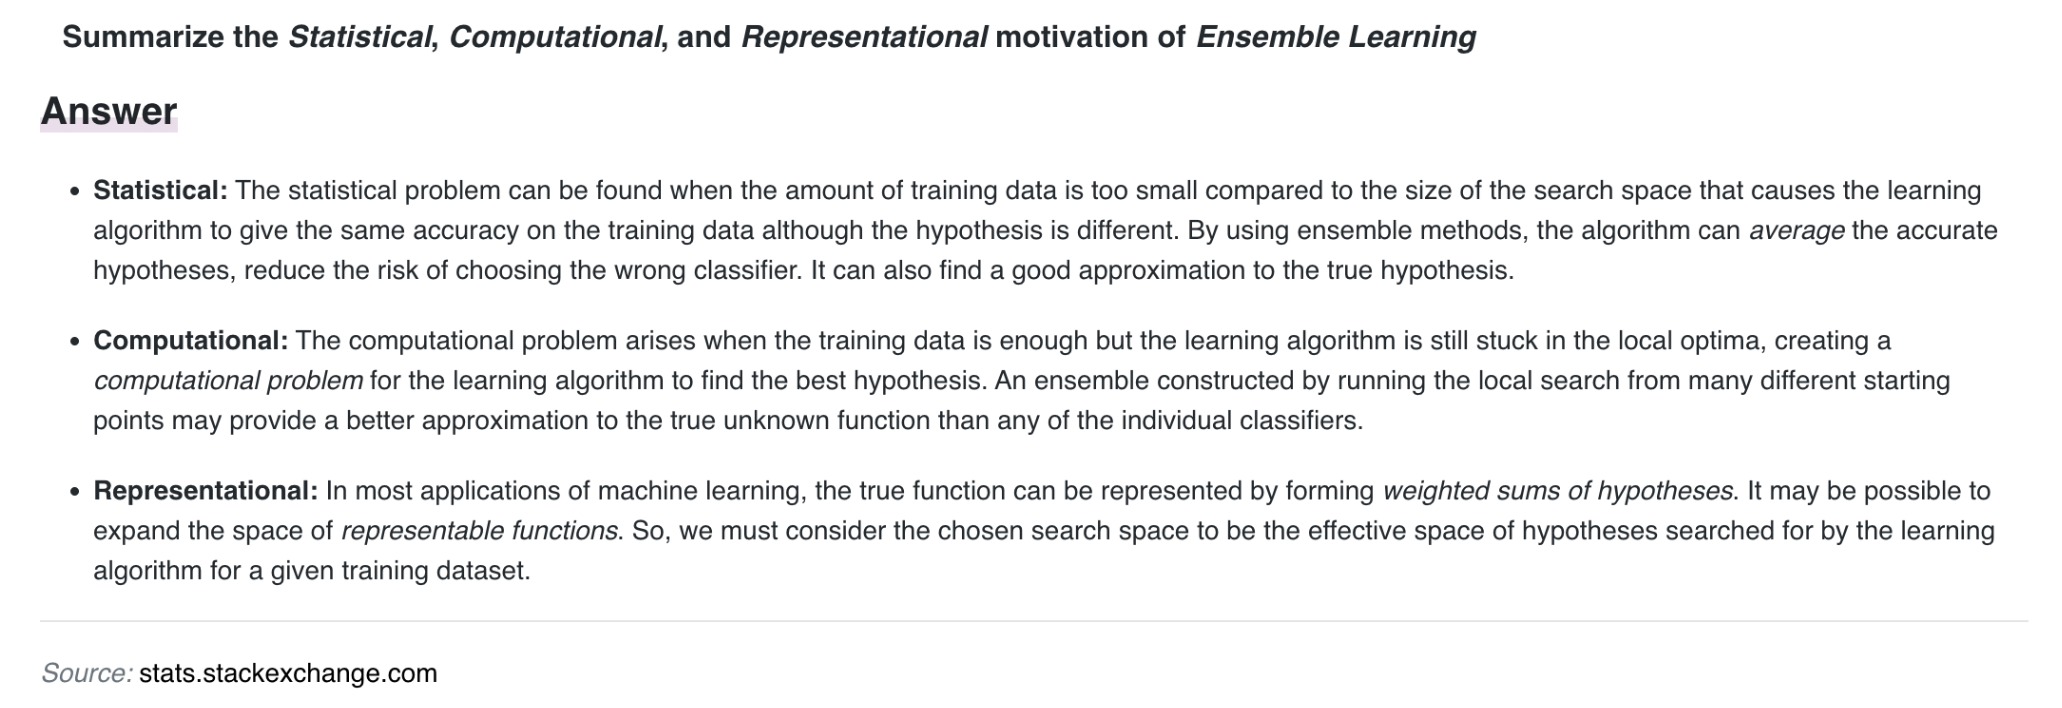 Summarize the Statistical, Computational, and Representational motivation of Ensemble Learning
Answer
• Statistical: The statistical problem can be found when the amount of training data is too small compared to the size of the search space that causes the learning
algorithm to give the same accuracy on the training data although the hypothesis is different. By using ensemble methods, the algorithm can average the accurate
hypotheses, reduce the risk of choosing the wrong classifier. It can also find a good approximation to the true hypothesis.
• Computational: The computational problem arises when the training data is enough but the learning algorithm is still stuck in the local optima, creating a
computational problem for the learning algorithm to find the best hypothesis. An ensemble constructed by running the local search from many different starting
points may provide a better approximation to the true unknown function than any of the individual classifiers.
• Representational: In most applications of machine learning, the true function can be represented by forming weighted sums of hypotheses. It may be possible to
expand the space of representable functions. So, we must consider the chosen search space to be the effective space of hypotheses searched for by the learning
algorithm for a given training dataset.
Source: stats.stackexchange.com